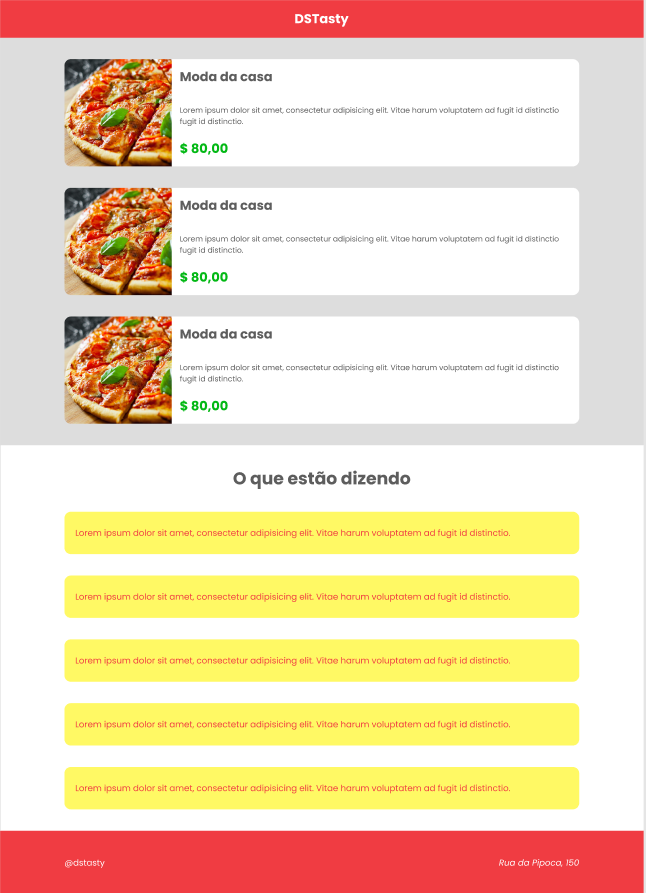 DSTasty
Moda da casa
Lorem ipsum dolor sit amet, consectetur adipisicing elit. Vitae harum voluptatem ad fugit id distinctio
fugit id distinctio.
$ 80,00
Moda da casa
Lorem ipsum dolor sit amet, consectetur adipisicing elit. Vitae harum voluptatem ad fugit id distinctio
fugit id distinctio.
$ 80,00
Moda da casa
Lorem ipsum dolor sit amet, consectetur adipisicing elit. Vitae harum voluptatem ad fugit id distinctio
fugit id distinctio.
$ 80,00
O que estão dizendo
Lorem ipsum dolor sit amet, consectetur adipisicing elit. Vitae harum voluptatem ad fugit id distinctio.
Lorem ipsum dolor sit amet, consectetur adipisicing elit. Vitae harum voluptatem ad fugit id distinctio.
Lorem ipsum dolor sit amet, consectetur adipisicing elit. Vitae harum voluptatem ad fugit id distinctio.
Lorem ipsum dolor sit amet, consectetur adipisicing elit. Vitae harum voluptatem ad fugit id distinctio.
Lorem ipsum dolor sit amet, consectetur adipisicing elit. Vitae harum voluptatem ad fugit id distinctio.
@dstasty
Rua da Pipoca, 150